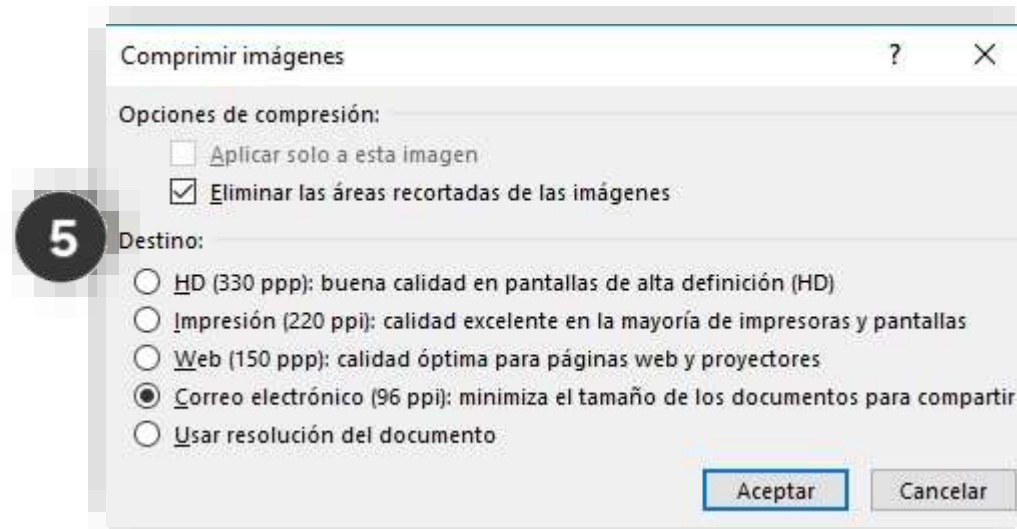 Comprimir imágenes ? X
Opciones de compresión:
Aplicar solo a esta imagen
Eliminar las áreas recortadas de las imágenes
5
Destino:
HD (330 ppp): buena calidad en pantallas de alta definición (HD)
Impresión (220 ppi): calidad excelente en la mayoría de impresoras y pantallas
Web (150 ppp): calidad óptima para páginas web y proyectores
Correo electrónico (96 ppi): minimiza el tamaño de los documentos para compartir
Usar resolución del documento
Aceptar Cancelar